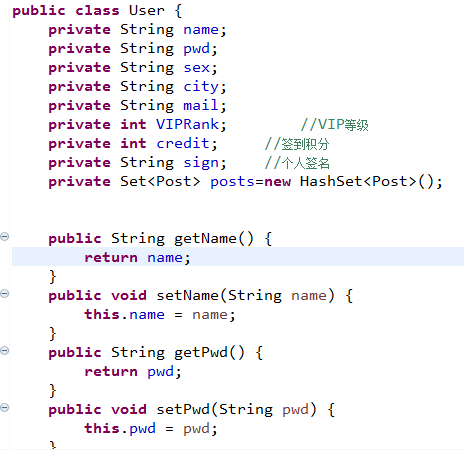 public class User {
    private String name;
    private String pwd;
    private String sex;
    private String city;
    private String mail;
    private int VIPRank;          //VIP等级
    private int credit;     //签到积分
    private String sign;    //个人签名
    private Set<Post> posts=new HashSet<Post>();
    public String getName() {
        return name;
    }
    public void setName(String name) {
        this.name = name;
    }
    public String getPwd() {
        return pwd;
    }
    public void setPwd(String pwd) {
        this.pwd = pwd;
    }